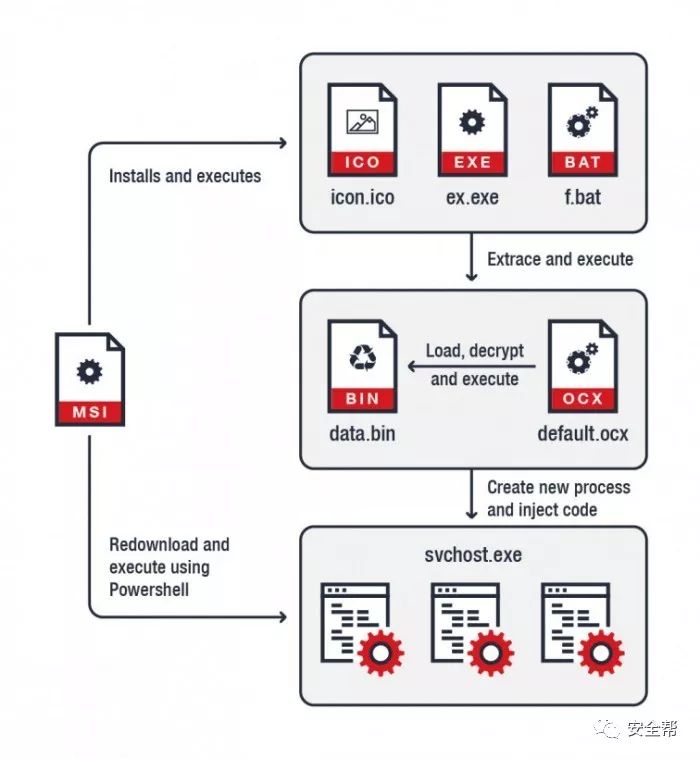 ICO
EXE
BAT
icon.ico
ex.exe
f.bat
Installs and executes
Extrace and execute
MSI
BIN
Load, decrypt
and execute
OCX
data.bin
default.ocx
Create new process
and inject code
Redownload and
execute using
Powershell
svchost.exe
安全帮